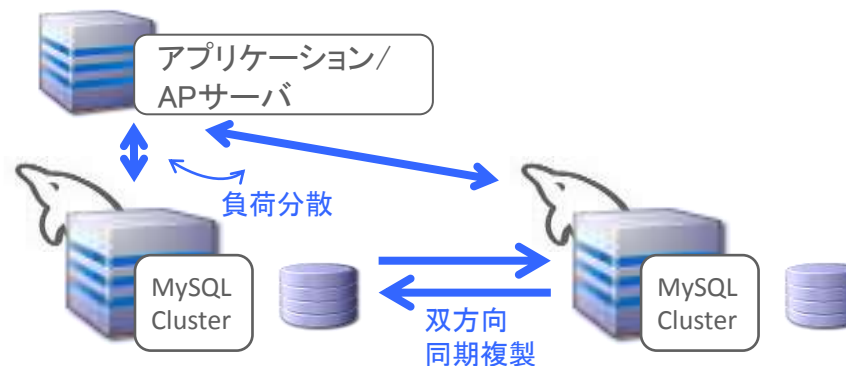 アプリケーション/
APサーバ
負荷分散
MySQL
Cluster
双方向
同期複製
MySQL
Cluster